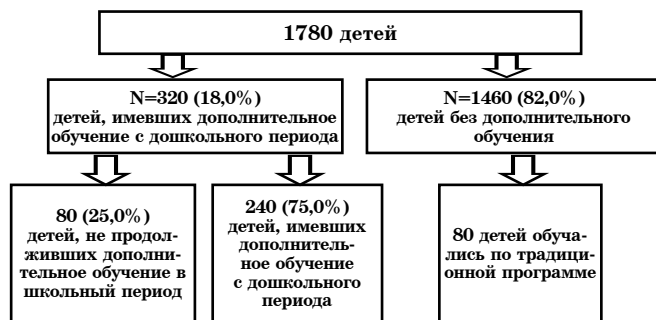 1780 детей
N=320 (18,0%)
детей, имевших дополнительное
обучение с дошкольного периода
N=1460 (82,0%)
детей без дополнительного
обучения
80 (25,0%)
детей, не продол-
живших дополни-
тельное обучение в
школьный период
240 (75,0%)
детей, имевших
дополнитель-
ное обучение
с дошкольного
периода
80 детей обуча-
лись по традици-
онной программе